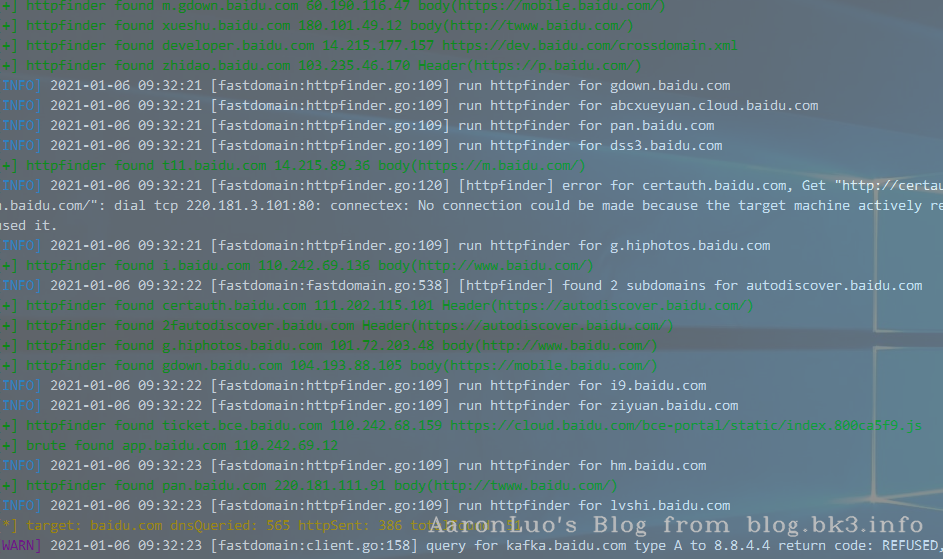 +] httpfinder found m.gdown.baidu.com 60.190.116.47 body(https://mobile.baidu.com/)
+] httpfinder found xueshu.baidu.com 180.101.49.12 body(http://twww.baidu.com/)
+] httpfinder found developer.baidu.com 14.215.177.157 https://dev.baidu.com/crossdomain.xml
+] httpfinder found zhidao.baidu.com 103.235.46.170 Header(https://p.baidu.com/)
INFO] 2021-01-06 09:32:21 [fastdomain:httpfinder.go:109] run httpfinder for gdown.baidu.com
INFO] 2021-01-06 09:32:21 [fastdomain:httpfinder.go:109] run httpfinder for abcxueyuan.cloud.baidu.com
INFO] 2021-01-06 09:32:21 [fastdomain:httpfinder.go:109] run httpfinder for pan.baidu.com
INFO] 2021-01-06 09:32:21 [fastdomain:httpfinder.go:109] run httpfinder for dss3.baidu.com
+] httpfinder found t11.baidu.com 14.215.89.36 body(https://m.baidu.com/)
INFO] 2021-01-06 09:32:21 [fastdomain:httpfinder.go:120] [httpfinder] error for certauth.baidu.com, Get "http://certau
h.baidu.com/": dial tcp 220.181.3.101:80: connectex: No connection could be made because the target machine actively re
used it.
INFO] 2021-01-06 09:32:21 [fastdomain:httpfinder.go:109] run httpfinder for g.hiphotos.baidu.com
+] httpfinder found i.baidu.com 110.242.69.136 body(http://www.baidu.com/)
INFO] 2021-01-06 09:32:22 [fastdomain:fastdomain.go:538] [httpfinder] found 2 subdomains for autodiscover.baidu.com
+] httpfinder found certauth.baidu.com 111.202.115.101 Header(https://autodiscover.baidu.com/)
+] httpfinder found 2fautodiscover.baidu.com Header(https://autodiscover.baidu.com/)
+] httpfinder found g.hiphotos.baidu.com 101.72.203.48 body(http://www.baidu.com/)
+] httpfinder found gdown.baidu.com 104.193.88.105 body(https://mobile.baidu.com/)
INFO] 2021-01-06 09:32:22 [fastdomain:httpfinder.go:109] run httpfinder for i9.baidu.com
INFO] 2021-01-06 09:32:22 [fastdomain:httpfinder.go:109] run httpfinder for ziyuan.baidu.com
+] httpfinder found ticket.bce.baidu.com 110.242.68.159 https://cloud.baidu.com/bce-portal/static/index.808ca5f9.js
+] brute found app.baidu.com 110.242.69.12
INFO] 2021-01-06 09:32:23 [fastdomain:httpfinder.go:109] run httpfinder for hm.baidu.com
+] httpfinder found pan.baidu.com 220.181.111.91 body(http://twww.baidu.com/)
INFO] 2021-01-06 09:32:23 [fastdomain:httpfinder.go:109] run httpfinder for lvshi.baidu.com
*] target: baidu.com dnsQueried: 565 httpSent: 386
Aaronluo's Blog from blog.bk3.info
WARN] 2021-01-06 09:32:23 [fastdomain:client.go:158] query for kafka.baidu.com type A to 8.8.4.4 return code: REFUSED,